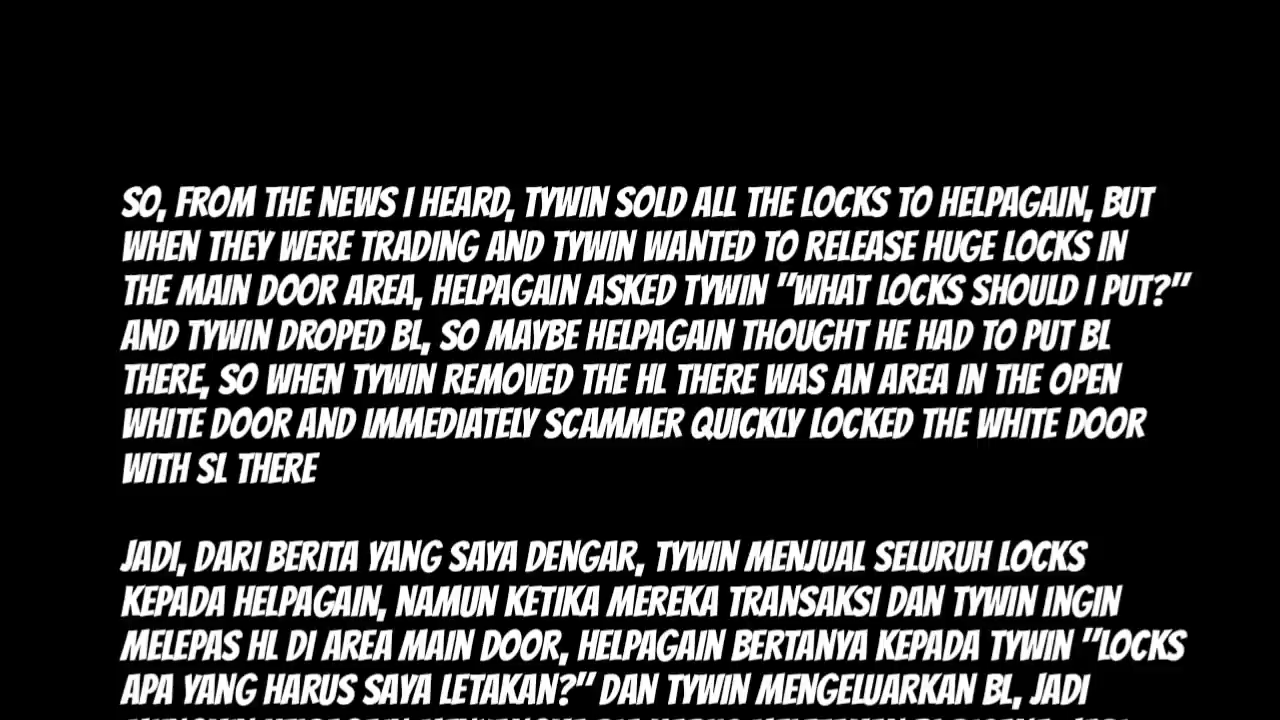 SO, FROM THE NEWS I HEARD, TYWIN SOLD ALL THE LOCKS TO HELPAGAIN, BUT
WHEN THEY WERE TRADING AND TYWIN WANTED TO RELEASE HUGE LOCKS IN
THE MAIN DOOR AREA, HELPAGAIN ASKED TYWIN "WHAT LOCKS SHOULD I PUT?"
AND TYWIN DROPED BL, SO MAYBE HELPAGAIN THOUGHT HE HAD TO PUT BL
THERE, SO WHEN TYWIN REMOVED THE HL THERE WAS AN AREA IN THE OPEN
WHITE DOOR AND IMMEDIATELY SCAMMER QUICKLY LOCKED THE WHITE DOOR
WITH SL THERE
JADI, DARI BERITA YANG SAYA DENGAR, TYWIN MENJUAL SELURUH LOCKS
KEPADA HELPAGAIN, NAMUN KETIKA MEREKA TRANSAKSI DAN TYWIN INGIN
MELEPAS HL DI AREA MAIN DOOR, HELPAGAIN BERTANYA KEPADA TYWIN "LOCKS
APA YANG HARUS SAYA LETAKAN?" DAN TYWIN MENGELUARKAN BL, JADI